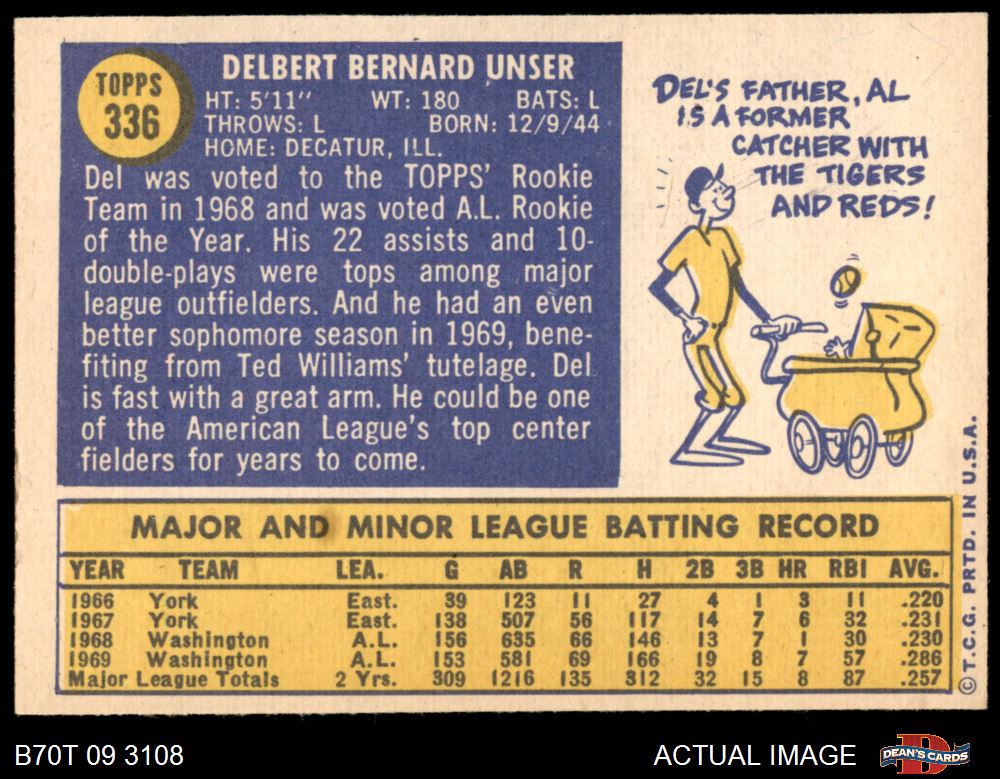 TOPPS
336
DELBERT BERNARD UNSER
HT: 5'11" WT: 180 BATS: L
THROWS: L BORN: 12/9/44
HOME: DECATUR, ILL.
Del was voted to the TOPPS' Rookie
Team in 1968 and was voted A.L. Rookie
of the Year. His 22 assists and 10-
double-plays were tops among major
league outfielders. And he had an even
better sophomore season in 1969, bene-
fiting from Ted Williams' tutelage. Del
is fast with a great arm. He could be one
of the American League's top center
fielders for years to come.
DEL'S FATHER, AL
IS A FORMER
CATCHER WITH
THE TIGERS
AND REDS!
MAJOR AND MINOR LEAGUE BATTING RECORD
YEAR TEAM LEA. G AB R H 2B 3B HR RBI AVG.
1966 York East. 39 123 11 27 4 1 3 11 .220
1967 York East. 138 507 56 117 14 7 6 32 .231
1968 Washington A.L. 156 635 66 146 13 7 1 30 .230
1969 Washington A.L. 153 581 69 166 19 8 7 57 .286
Major League Totals 2 Yrs. 309 1216 135 312 32 15 8 87 .257
© T.C.G. PRTD. IN U.S.A.
B70T 09 3108
ACTUAL IMAGE
DEAN'S CARDS